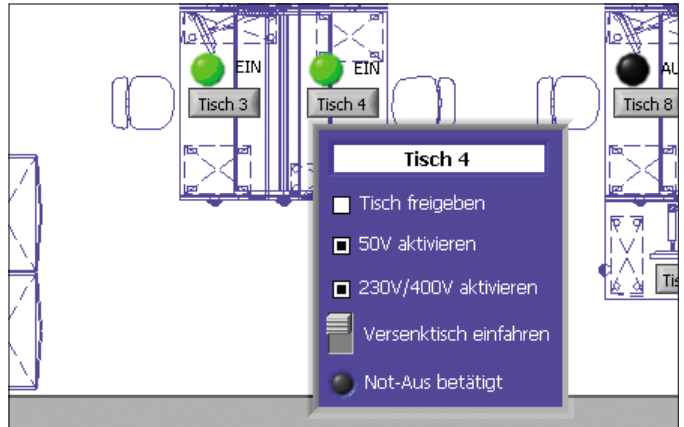 EIN
EIN
Tisch 3
Tisch 4
Tisch 8
Tisch 4
Tisch freigeben
50V aktivieren
230V/400V aktivieren
Versenktisch einfahren
Not-Aus betätigt